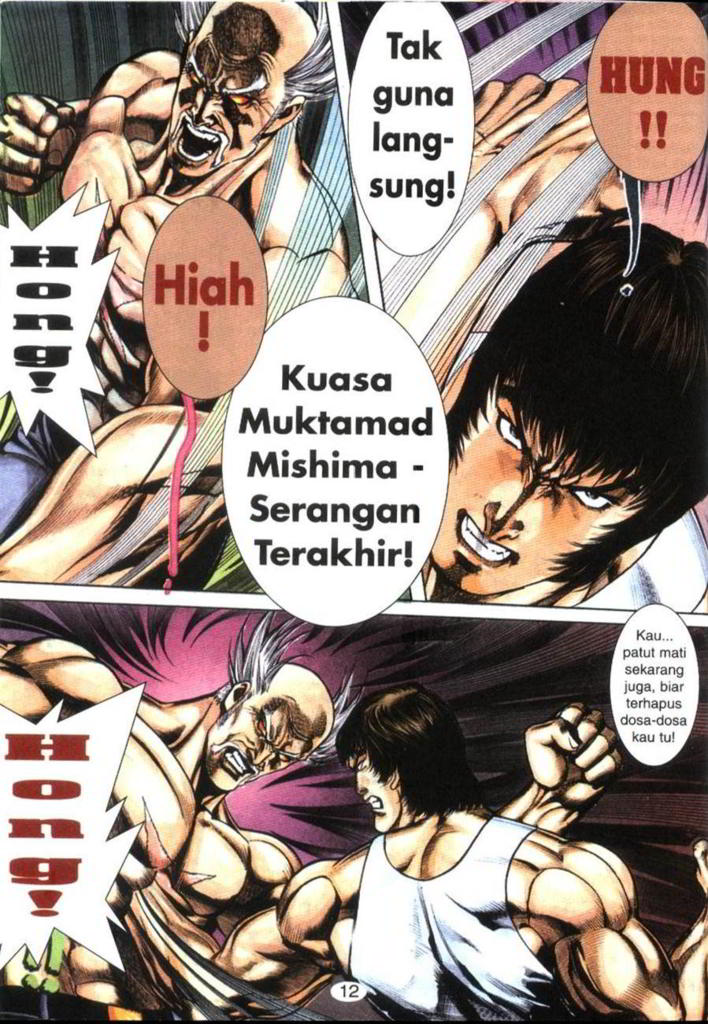 Hong!
Hiah
!
Tak
guna
lang-
sung!
HUNG
!!
Kuasa
Muktamad
Mishima -
Serangan
Terakhir!
Kau...
patut mati
sekarang
juga, biar
terhapus
dosa-dosa
kau tu!
Hong!
12